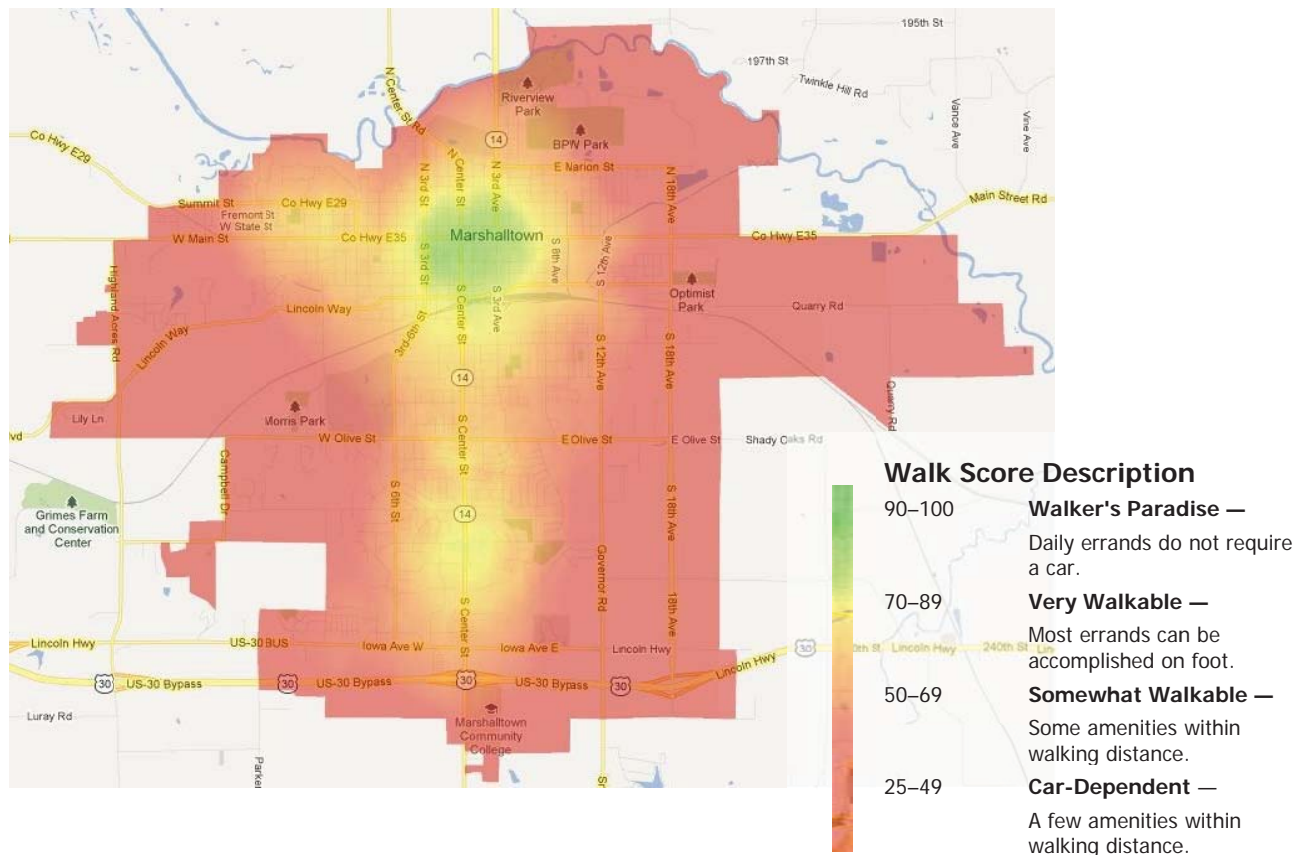 195th St
197th St
Twinkle Hill Rd
Vance Ave
Vine Ave
Riverview
Park
BPW Park
N Center St Rd
14
Co Hwy E29
E Narion St
N 3rd St
N Center St
N 3rd Ave
N 18th Ave
Main Street Rd
Summit St
Co Hwy E29
Fremont St
W State St
W Main St
Co Hwy E35
Marshalltown
Co Hwy E35
S 3rd St
S 8th Ave
S 12th Ave
Highland Acres Rd
Optimist
Park
Lincoln Way
S Center St
S 3rd Ave
Quarry Rd
Lincoln Way
3rd-6th St
S 12th Ave
S 18th Ave
14
Quarry Rd
Morris Park
Lily Ln
vd
W Olive St
S Center St
E Olive St
E Olive St
Shady Oaks Rd
Campbell Dr
Grimes Farm
and Conservation
Center
S 6th St
14
S 18th Ave
Governor Rd
18th Ave
S Center St
Lincoln Hwy
US-30 BUS
Iowa Ave W
Iowa Ave E
Lincoln Hwy
Lincoln Hwy
30
Lincoln Hwy
240th St
30
US-30 Bypass
30
US-30 Bypass
30
US-30 Bypass
30
Luray Rd
Marshalltown
Community
College
Parker
Walk Score Description
90–100
Walker's Paradise —
Daily errands do not require
a car.
70–89
Very Walkable —
Most errands can be
accomplished on foot.
50–69
Somewhat Walkable —
Some amenities within
walking distance.
25–49
Car-Dependent —
A few amenities within
walking distance.